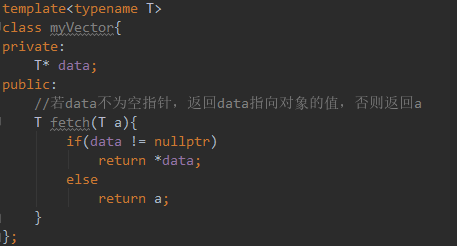 template<typename T>
class myVector{
private:
    T* data;
public:
    //若data不为空指针，返回data指向对象的值，否则返回a
    T fetch(T a){
        if(data != nullptr)
            return *data;
        else
            return a;
    }
};